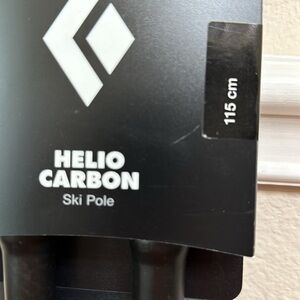 115 cm
HELIO
CARBON
Ski Pole